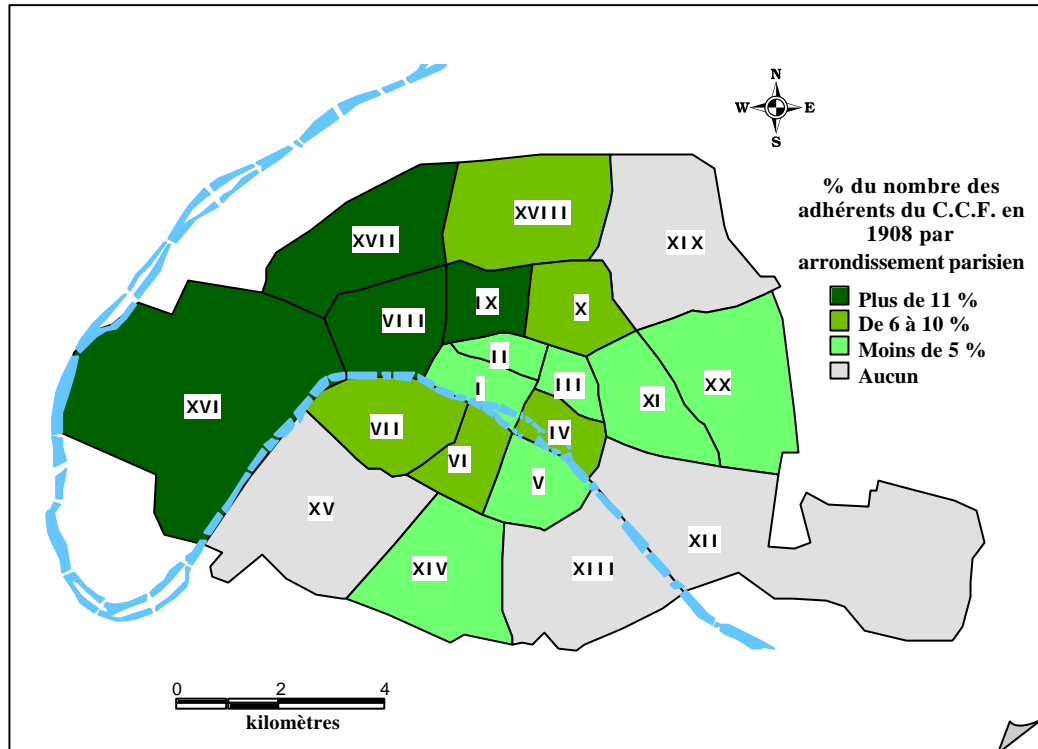 N
W E
S
% du nombre des
adhérents du C.C.F. en
1908 par
arrondissement parisien
Plus de 11 %
De 6 à 10 %
Moins de 5 %
Aucun
XVIII
XVII
XIX
IX
X
VIII
II
III
I
XX
XI
XVI
VII
IV
VI
V
XV
XII
XIV
XIII
0 2 4
kilomètres